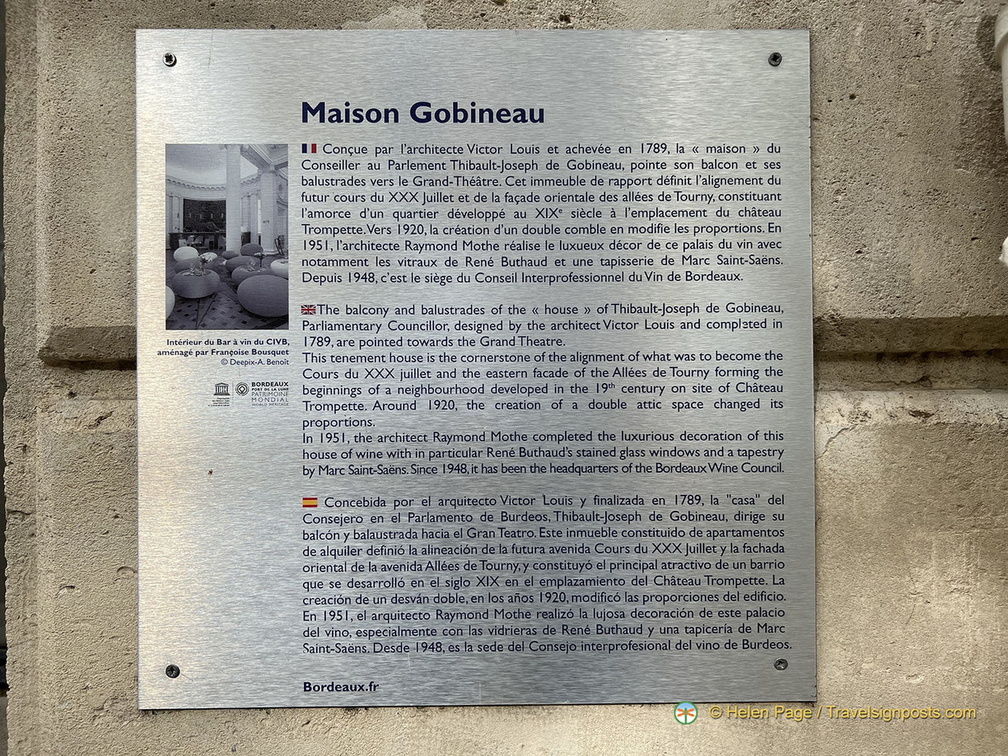 Maison Gobineau
Conçue par l'architecte Victor Louis et achevée en 1789, la « maison » du
Conseiller au Parlement Thibault-Joseph de Gobineau, pointe son balcon et ses
balustrades vers le Grand-Théâtre. Cet immeuble de rapport définit l'alignement du
futur cours du XXX Juillet et de la façade orientale des allées de Tourny, constituant
l'amorce d'un quartier développé au XIXe siècle à l'emplacement du château
Trompette. Vers 1920, la création d'un double comble en modifie les proportions. En
1951, l'architecte Raymond Mothe réalise le luxueux décor de ce palais du vin avec
notamment les vitraux de René Buthaud et une tapisserie de Marc Saint-Saëns.
Depuis 1948, c'est le siège du Conseil Interprofessionnel du Vin de Bordeaux.
Intérieur du Bar à vin du CIVB,
aménagé par Françoise Bousquet
© Deepix-A. Benoit
BORDEAUX
PORT DE LA LUNE
PATRIMOINE
MONDIAL
The balcony and balustrades of the « house » of Thibault-Joseph de Gobineau,
Parliamentary Councillor, designed by the architect Victor Louis and completed in
1789, are pointed towards the Grand Theatre.
This tenement house is the cornerstone of the alignment of what was to become the
Cours du XXX juillet and the eastern facade of the Allées de Tourny forming the
beginnings of a neighbourhood developed in the 19th century on site of Château
Trompette. Around 1920, the creation of a double attic space changed its
proportions.
In 1951, the architect Raymond Mothe completed the luxurious decoration of this
house of wine with in particular René Buthaud's stained glass windows and a tapestry
by Marc Saint-Saëns. Since 1948, it has been the headquarters of the Bordeaux Wine Council.
Concebida por el arquitecto Victor Louis y finalizada en 1789, la "casa" del
Consejero en el Parlamento de Burdeos, Thibault-Joseph de Gobineau, dirige su
balcón y balaustrada hacia el Gran Teatro. Este inmueble constituido de apartamentos
de alquiler definió la alineación de la futura avenida Cours du XXX Juillet y la fachada
oriental de la avenida Allées de Tourny, y constituyó el principal atractivo de un barrio
que se desarrolló en el siglo XIX en el emplazamiento del Château Trompette. La
creación de un desván doble, en los años 1920, modificó las proporciones del edificio.
En 1951, el arquitecto Raymond Mothe realizó la lujosa decoración de este palacio
del vino, especialmente con las vidrieras de René Buthaud y una tapicería de Marc
Saint-Saëns. Desde 1948, es la sede del Consejo interprofesional del vino de Burdeos.
Bordeaux.fr
© Helen Page / Travelsignposts.com